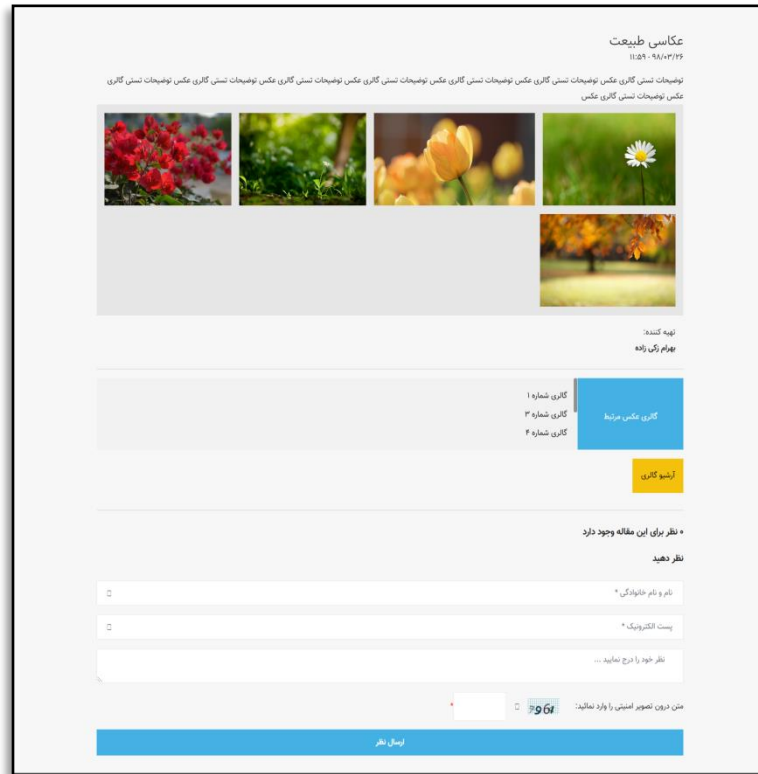 عکاسی طبیعت
۹۸/۰۳/۲۶ - ۱۱:۵۹
توضیحات تستی گالری عکس توضیحات تستی گالری عکس توضیحات تستی گالری عکس توضیحات تستی گالری عکس توضیحات تستی گالری عکس توضیحات تستی گالری عکس توضیحات تستی گالری
عکس توضیحات تستی گالری عکس
تهیه کننده:
بهرام زکی زاده
گالری عکس مرتبط
گالری شماره ۱
گالری شماره ۳
گالری شماره ۴
آرشیو گالری
۰ نظر برای این مقاله وجود دارد
نظر دهید
نام و نام خانوادگی *
پست الکترونیک *
نظر خود را درج نمایید ...
متن درون تصویر امنیتی را وارد نمائید:
*
ارسال نظر